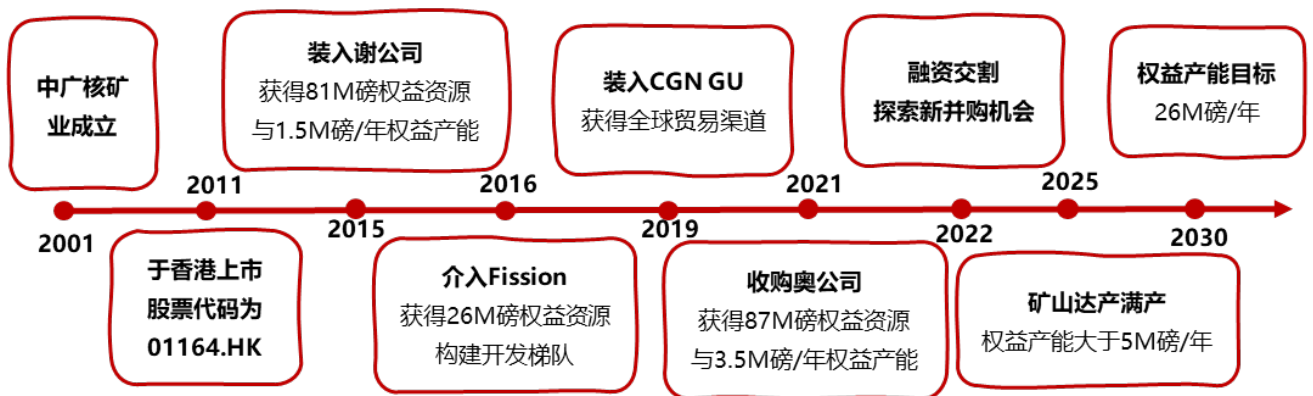 中广核矿
业成立
2001
2011
于香港上市
股票代码为
01164.HK
装入谢公司
获得81M磅权益资源
与1.5M磅/年权益产能
2015
2016
介入Fission
获得26M磅权益资源
构建开发梯队
装入CGN GU
获得全球贸易渠道
2019
2021
收购奥公司
获得87M磅权益资源
与3.5M磅/年权益产能
融资交割
探索新并购机会
2022
2025
矿山达产满产
权益产能大于5M磅/年
权益产能目标
26M磅/年
2030